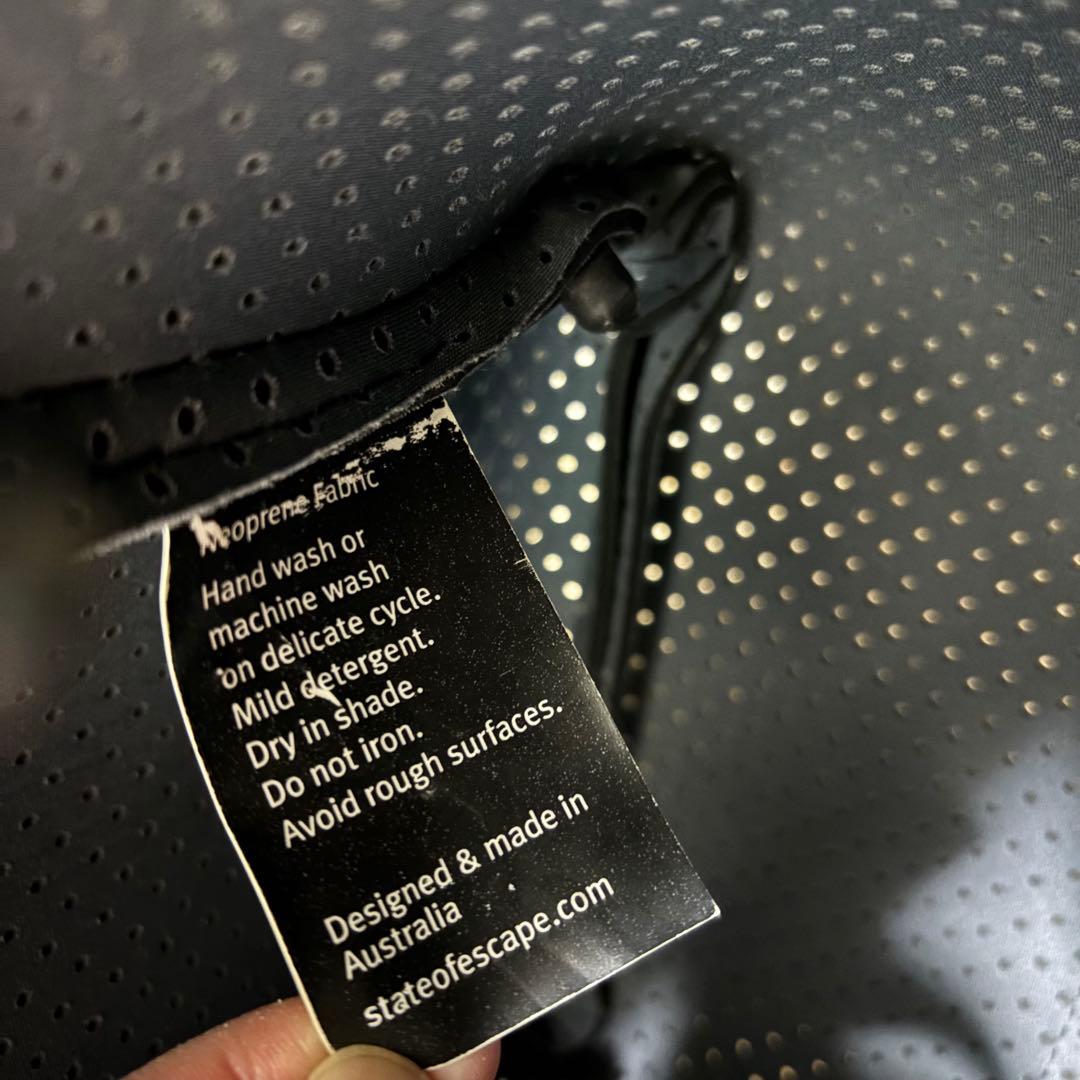 Neoprene Fabric
Hand wash or
machine wash
on delicate cycle.
Mild detergent.
Dry in shade.
Do not iron.
Avoid rough surfaces.
Designed & made in
Australia
stateofescape.com